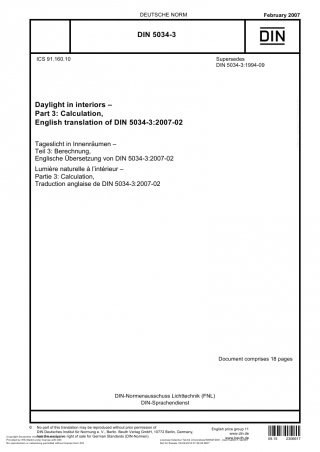 DEUTSCHE NORM
February 2007
DIN 5034-3
DIN
ICS 91.160.10
Supersedes
DIN 5034-3:1994-09
Daylight in interiors –
Part 3: Calculation,
English translation of DIN 5034-3:2007-02
Tageslicht in Innenräumen –
Teil 3: Berechnung,
Englische Übersetzung von DIN 5034-3:2007-02
Lumière naturelle à l'intérieur –
Partie 3: Calculation,
Traduction anglaise de DIN 5034-3:2007-02
Document comprises 18 pages
DIN-Normenausschuss Lichttechnik (FNL)
DIN-Sprachendienst
No part of this translation may be reproduced without prior permission of
DIN Deutsches Institut für Normung e. V., Berlin. Beuth Verlag GmbH, 10772 Berlin, Germany,
has the exclusive right of sale for German Standards (DIN-Normen).
English price group 11
www.din.de
www.beuth.de